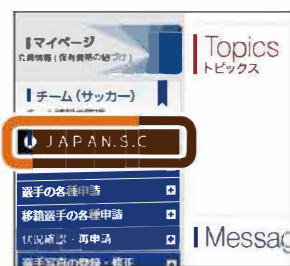 マイページ
Topics
トピックス
チーム (サッカー)
JAPAN.S.C
選手の各種申請
移籍選手の各種申請
状況確認・再申請
選手写真の登録・修正
Messag